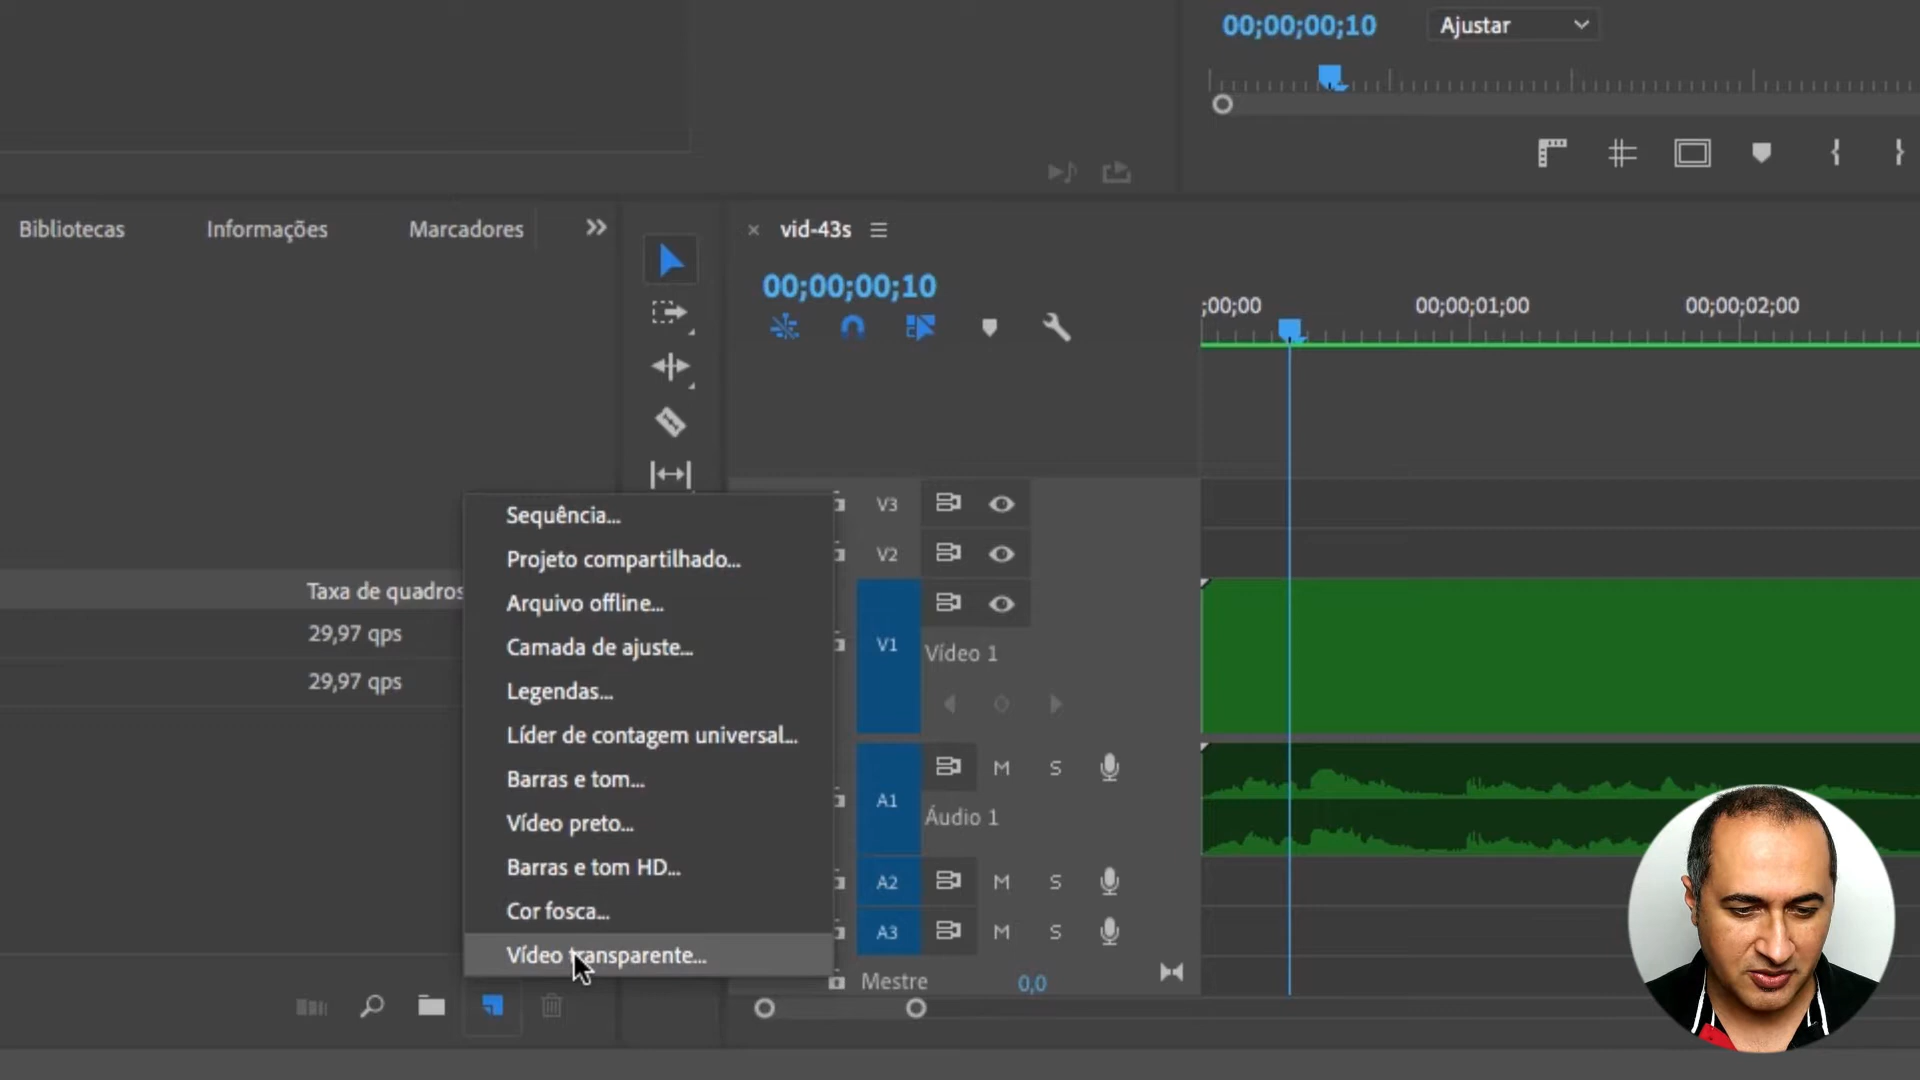 00;00;00;10
Ajustar
Bibliotecas
Informações
Marcadores
vid-43s
00;00;00;10
;00;00
00;00;01;00
00;00;02;00
Sequência...
Projeto compartilhado...
Arquivo offline...
Camada de ajuste...
Legendas...
Líder de contagem universal...
Barras e tom...
Vídeo preto...
Barras e tom HD...
Cor fosca...
Vídeo transparente...
Taxa de quadros
29,97 qps
29,97 qps
V3
V2
V1
Vídeo 1
A1
M
S
Áudio 1
A2
M
S
A3
M
S
Mestre
0,0